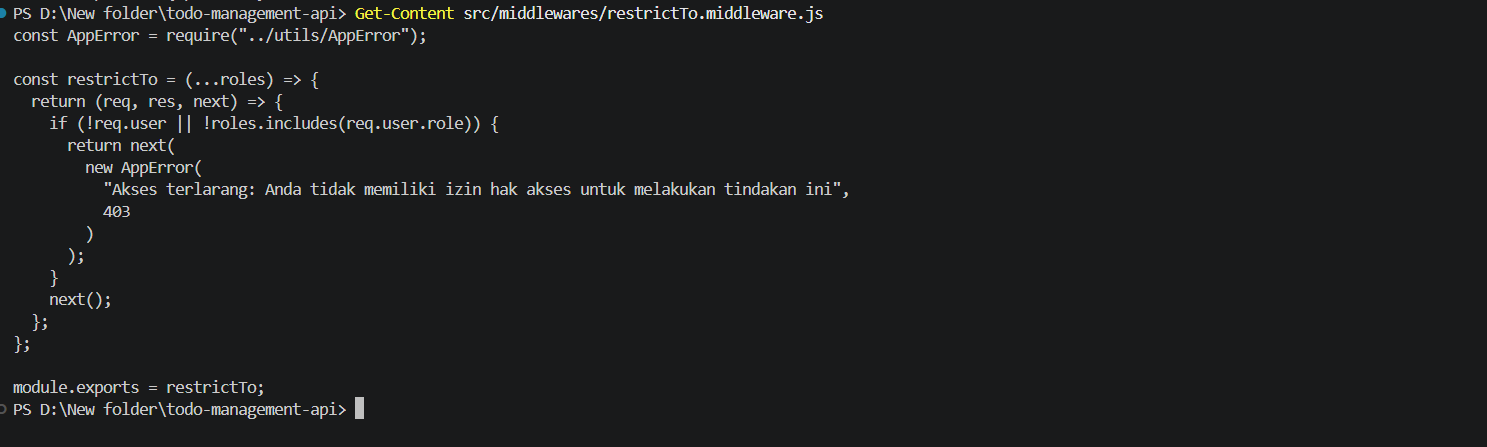 PS D:\New folder\todo-management-api> Get-Content src/middlewares/restrictTo.middleware.js
const AppError = require("../utils/AppError");

const restrictTo = (...roles) => {
  return (req, res, next) => {
    if (!req.user || !roles.includes(req.user.role)) {
      return next(
        new AppError(
          "Akses terlarang: Anda tidak memiliki izin hak akses untuk melakukan tindakan ini",
          403
        )
      );
    }
    next();
  };
};

module.exports = restrictTo;
PS D:\New folder\todo-management-api>